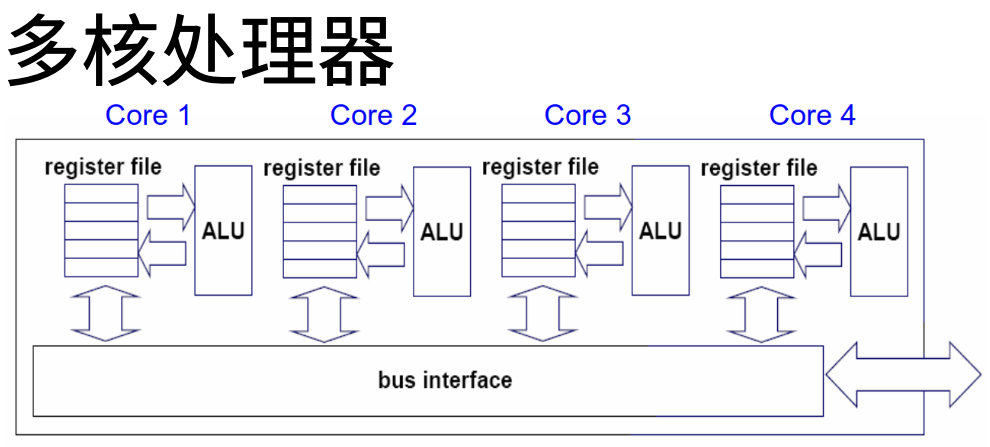 多核处理器
Core 1 Core 2 Core 3 Core 4
register file register file register file register file
ALU ALU ALU ALU
bus interface